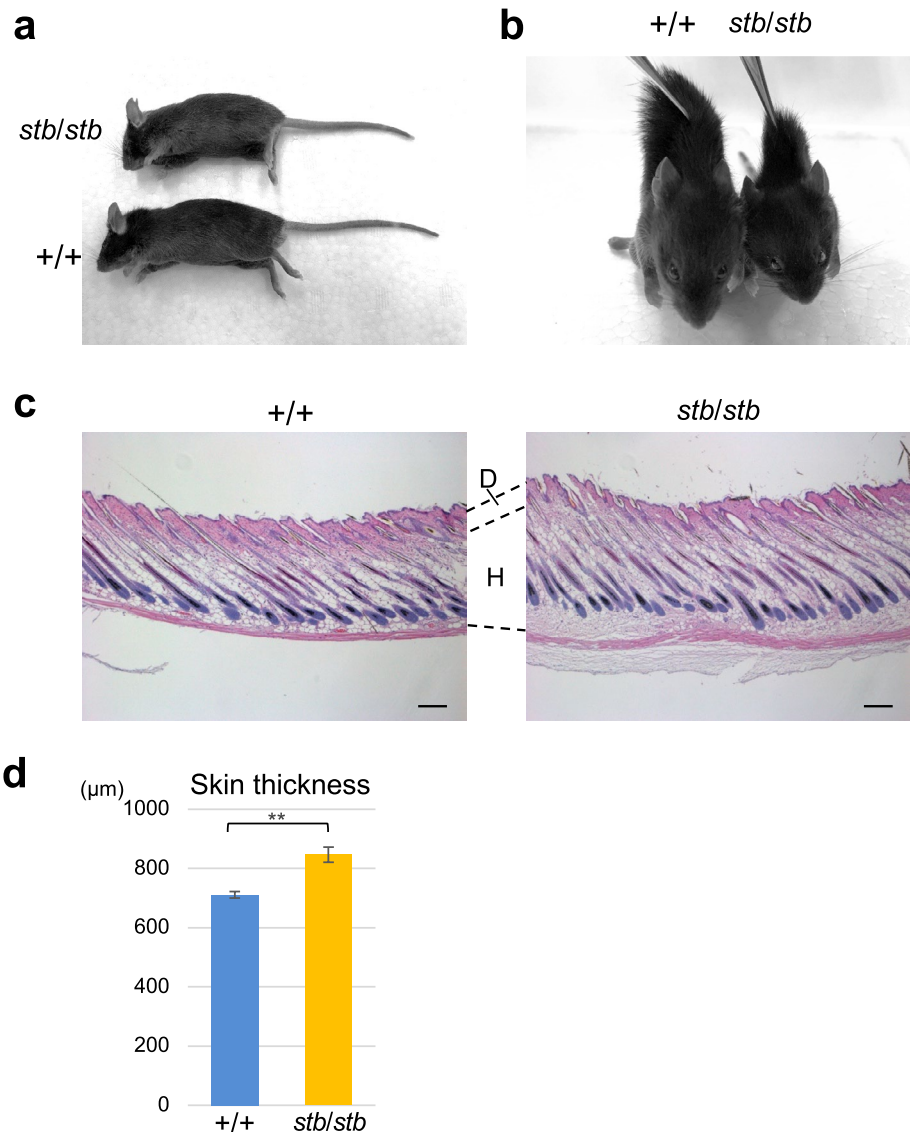 a
stb/stb
+/+
b
+/+ stb/stb
c
+/+
stb/stb
D
H
d
(μm)
Skin thickness
1000
**
800
600
400
200
0
+/+
stb/stb